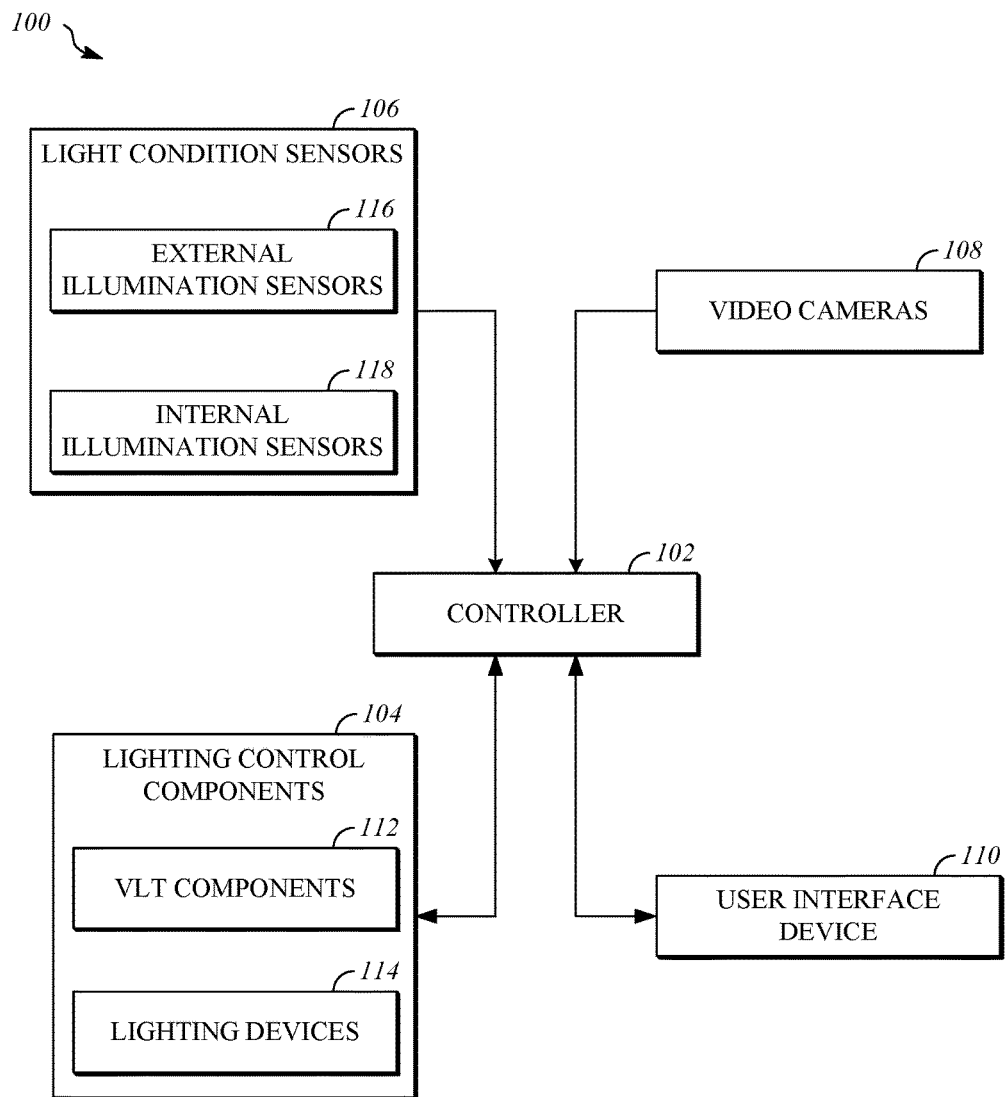 100
106
LIGHT CONDITION SENSORS
116
EXTERNAL
ILLUMINATION SENSORS
118
INTERNAL
ILLUMINATION SENSORS
108
VIDEO CAMERAS
102
CONTROLLER
104
LIGHTING CONTROL
COMPONENTS
112
VLT COMPONENTS
114
LIGHTING DEVICES
110
USER INTERFACE
DEVICE